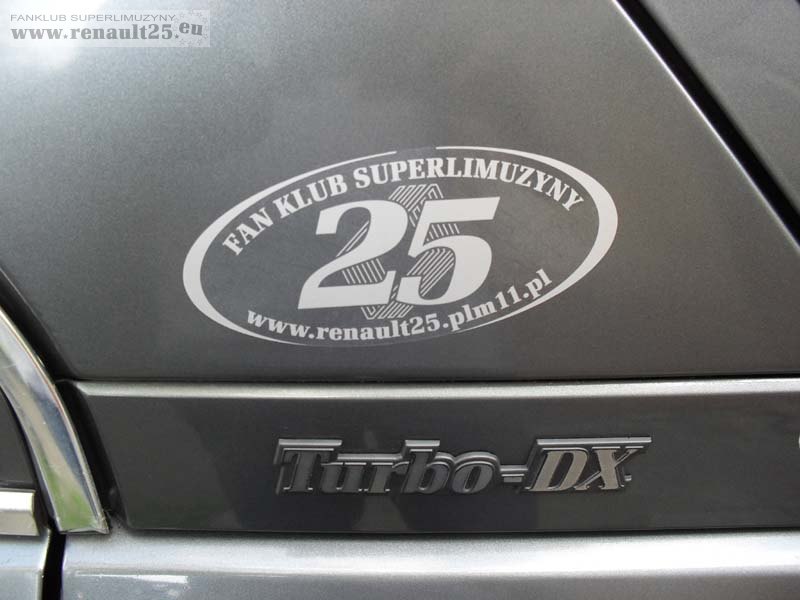 FANKLUB SUPERLIMUZYNY
www.renault25.eu
FAN KLUB SUPERLIMUZYNY
25
www.renault25.plm11.pl
Turbo-DX